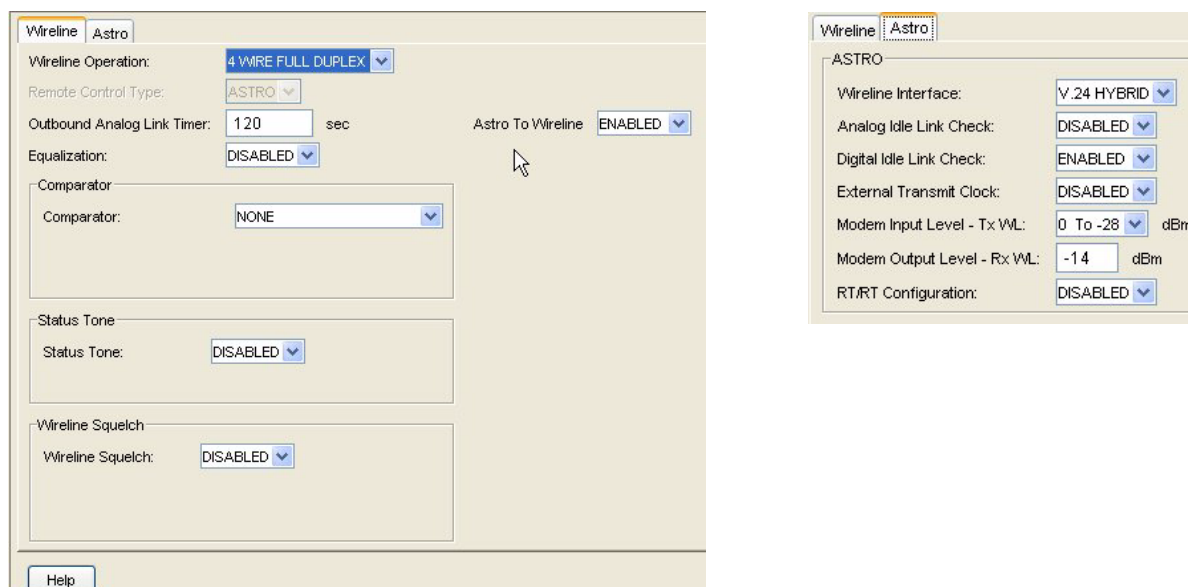 Wireline Astro
Wireline Operation: 4 WIRE FULL DUPLEX
Remote Control Type: ASTRO
Outbound Analog Link Timer: 120 sec Astro To Wireline ENABLED
Equalization: DISABLED
Comparator
Comparator: NONE
Status Tone
Status Tone: DISABLED
Wireline Squelch
Wireline Squelch: DISABLED
Help
Wireline Astro
ASTRO
Wireline Interface: V.24 HYBRID
Analog Idle Link Check: DISABLED
Digital Idle Link Check: ENABLED
External Transmit Clock: DISABLED
Modem Input Level - Tx WL: 0 To -28 dBm
Modem Output Level - Rx WL: -14 dBm
RT/RT Configuration: DISABLED